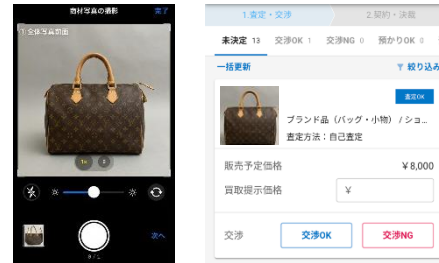 商材写真の撮影
完了
1.全体写真前面
1x
次へ
0 / 1
1.査定・交渉
2.契約・決裁
未決定 13
交渉OK 1
交渉NG 0
預かりOK 0
一括更新
絞り込み
査定OK
ブランド品（バッグ・小物） / ショ...
査定方法：自己査定
販売予定価格
¥ 8,000
買取提示価格
¥
交渉
交渉OK
交渉NG